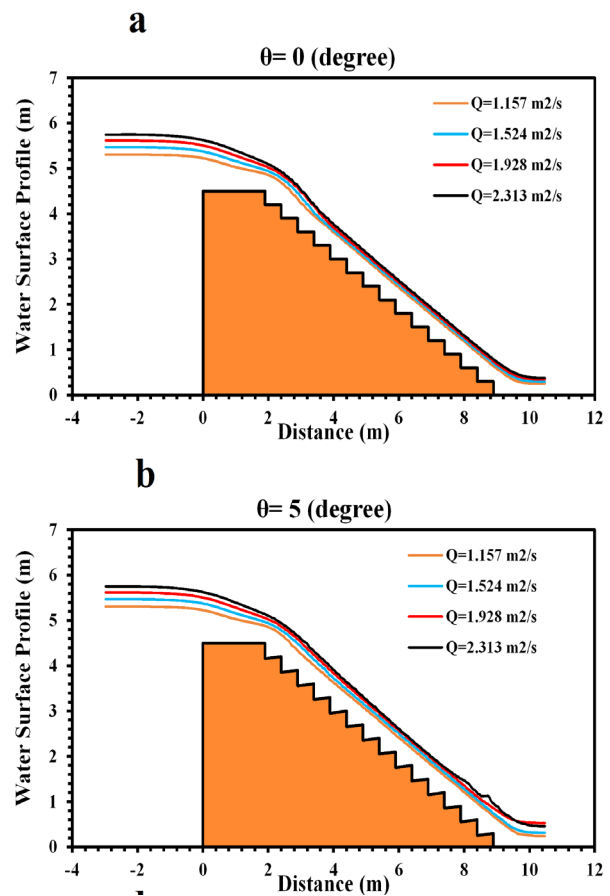 a
θ= 0 (degree)
Water Surface Profile (m)
7
6
5
4
3
2
1
0
Q=1.157 m2/s
Q=1.524 m2/s
Q=1.928 m2/s
Q=2.313 m2/s
-4 -2 0 2 4 6 8 10 12
Distance (m)
b
θ= 5 (degree)
Water Surface Profile (m)
7
6
5
4
3
2
1
0
Q=1.157 m2/s
Q=1.524 m2/s
Q=1.928 m2/s
Q=2.313 m2/s
-4 -2 0 2 4 6 8 10 12
Distance (m)